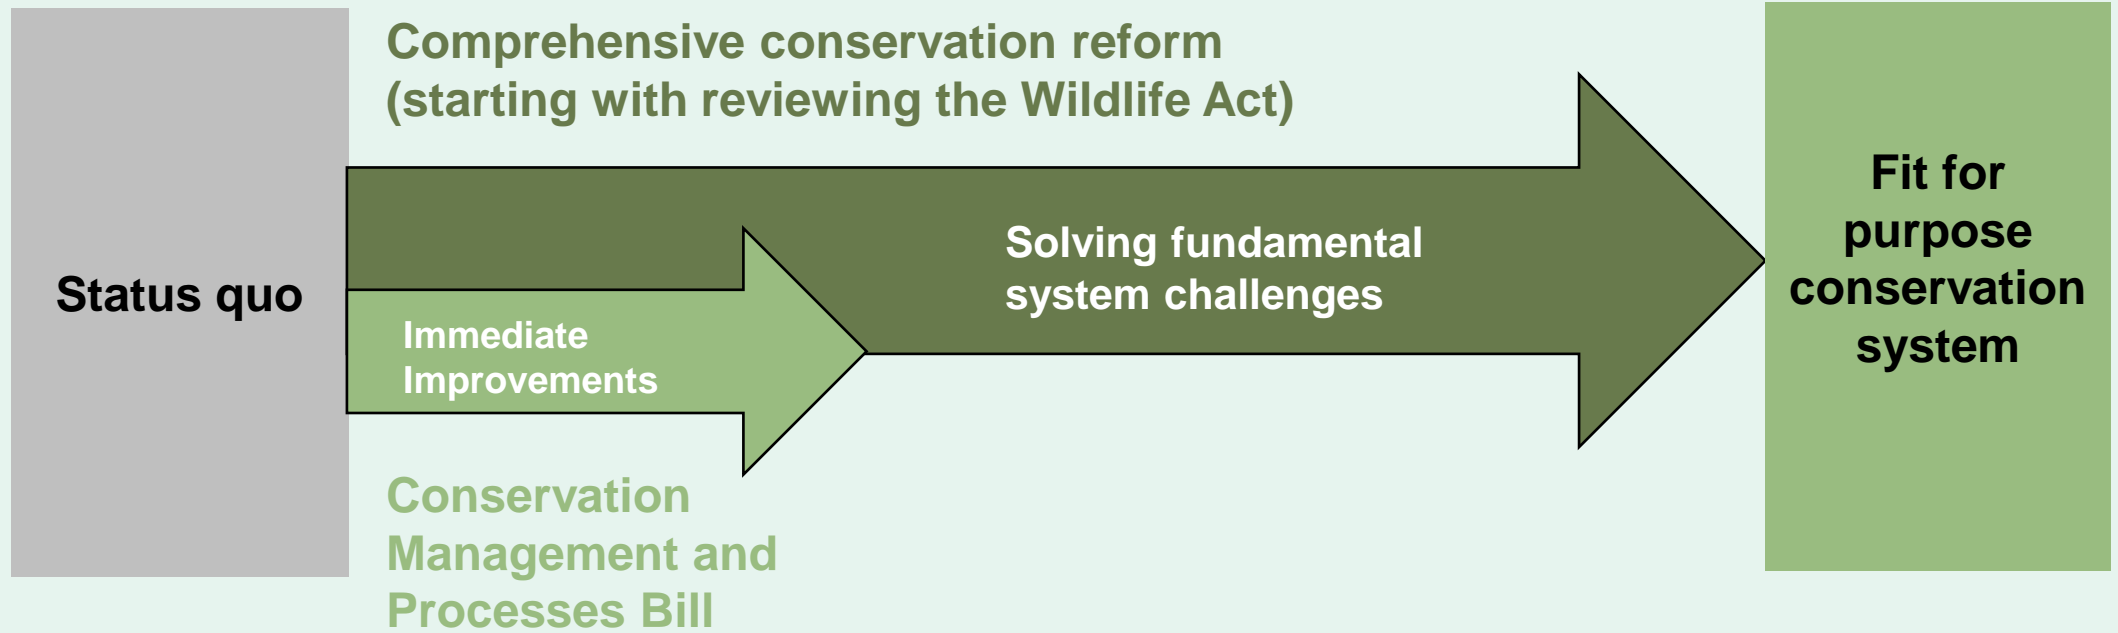 Comprehensive conservation reform
(starting with reviewing the Wildlife Act)
Status quo
Solving fundamental
system challenges
Immediate
Improvements
Conservation
Management and
Processes Bill
Fit for
purpose
conservation
system